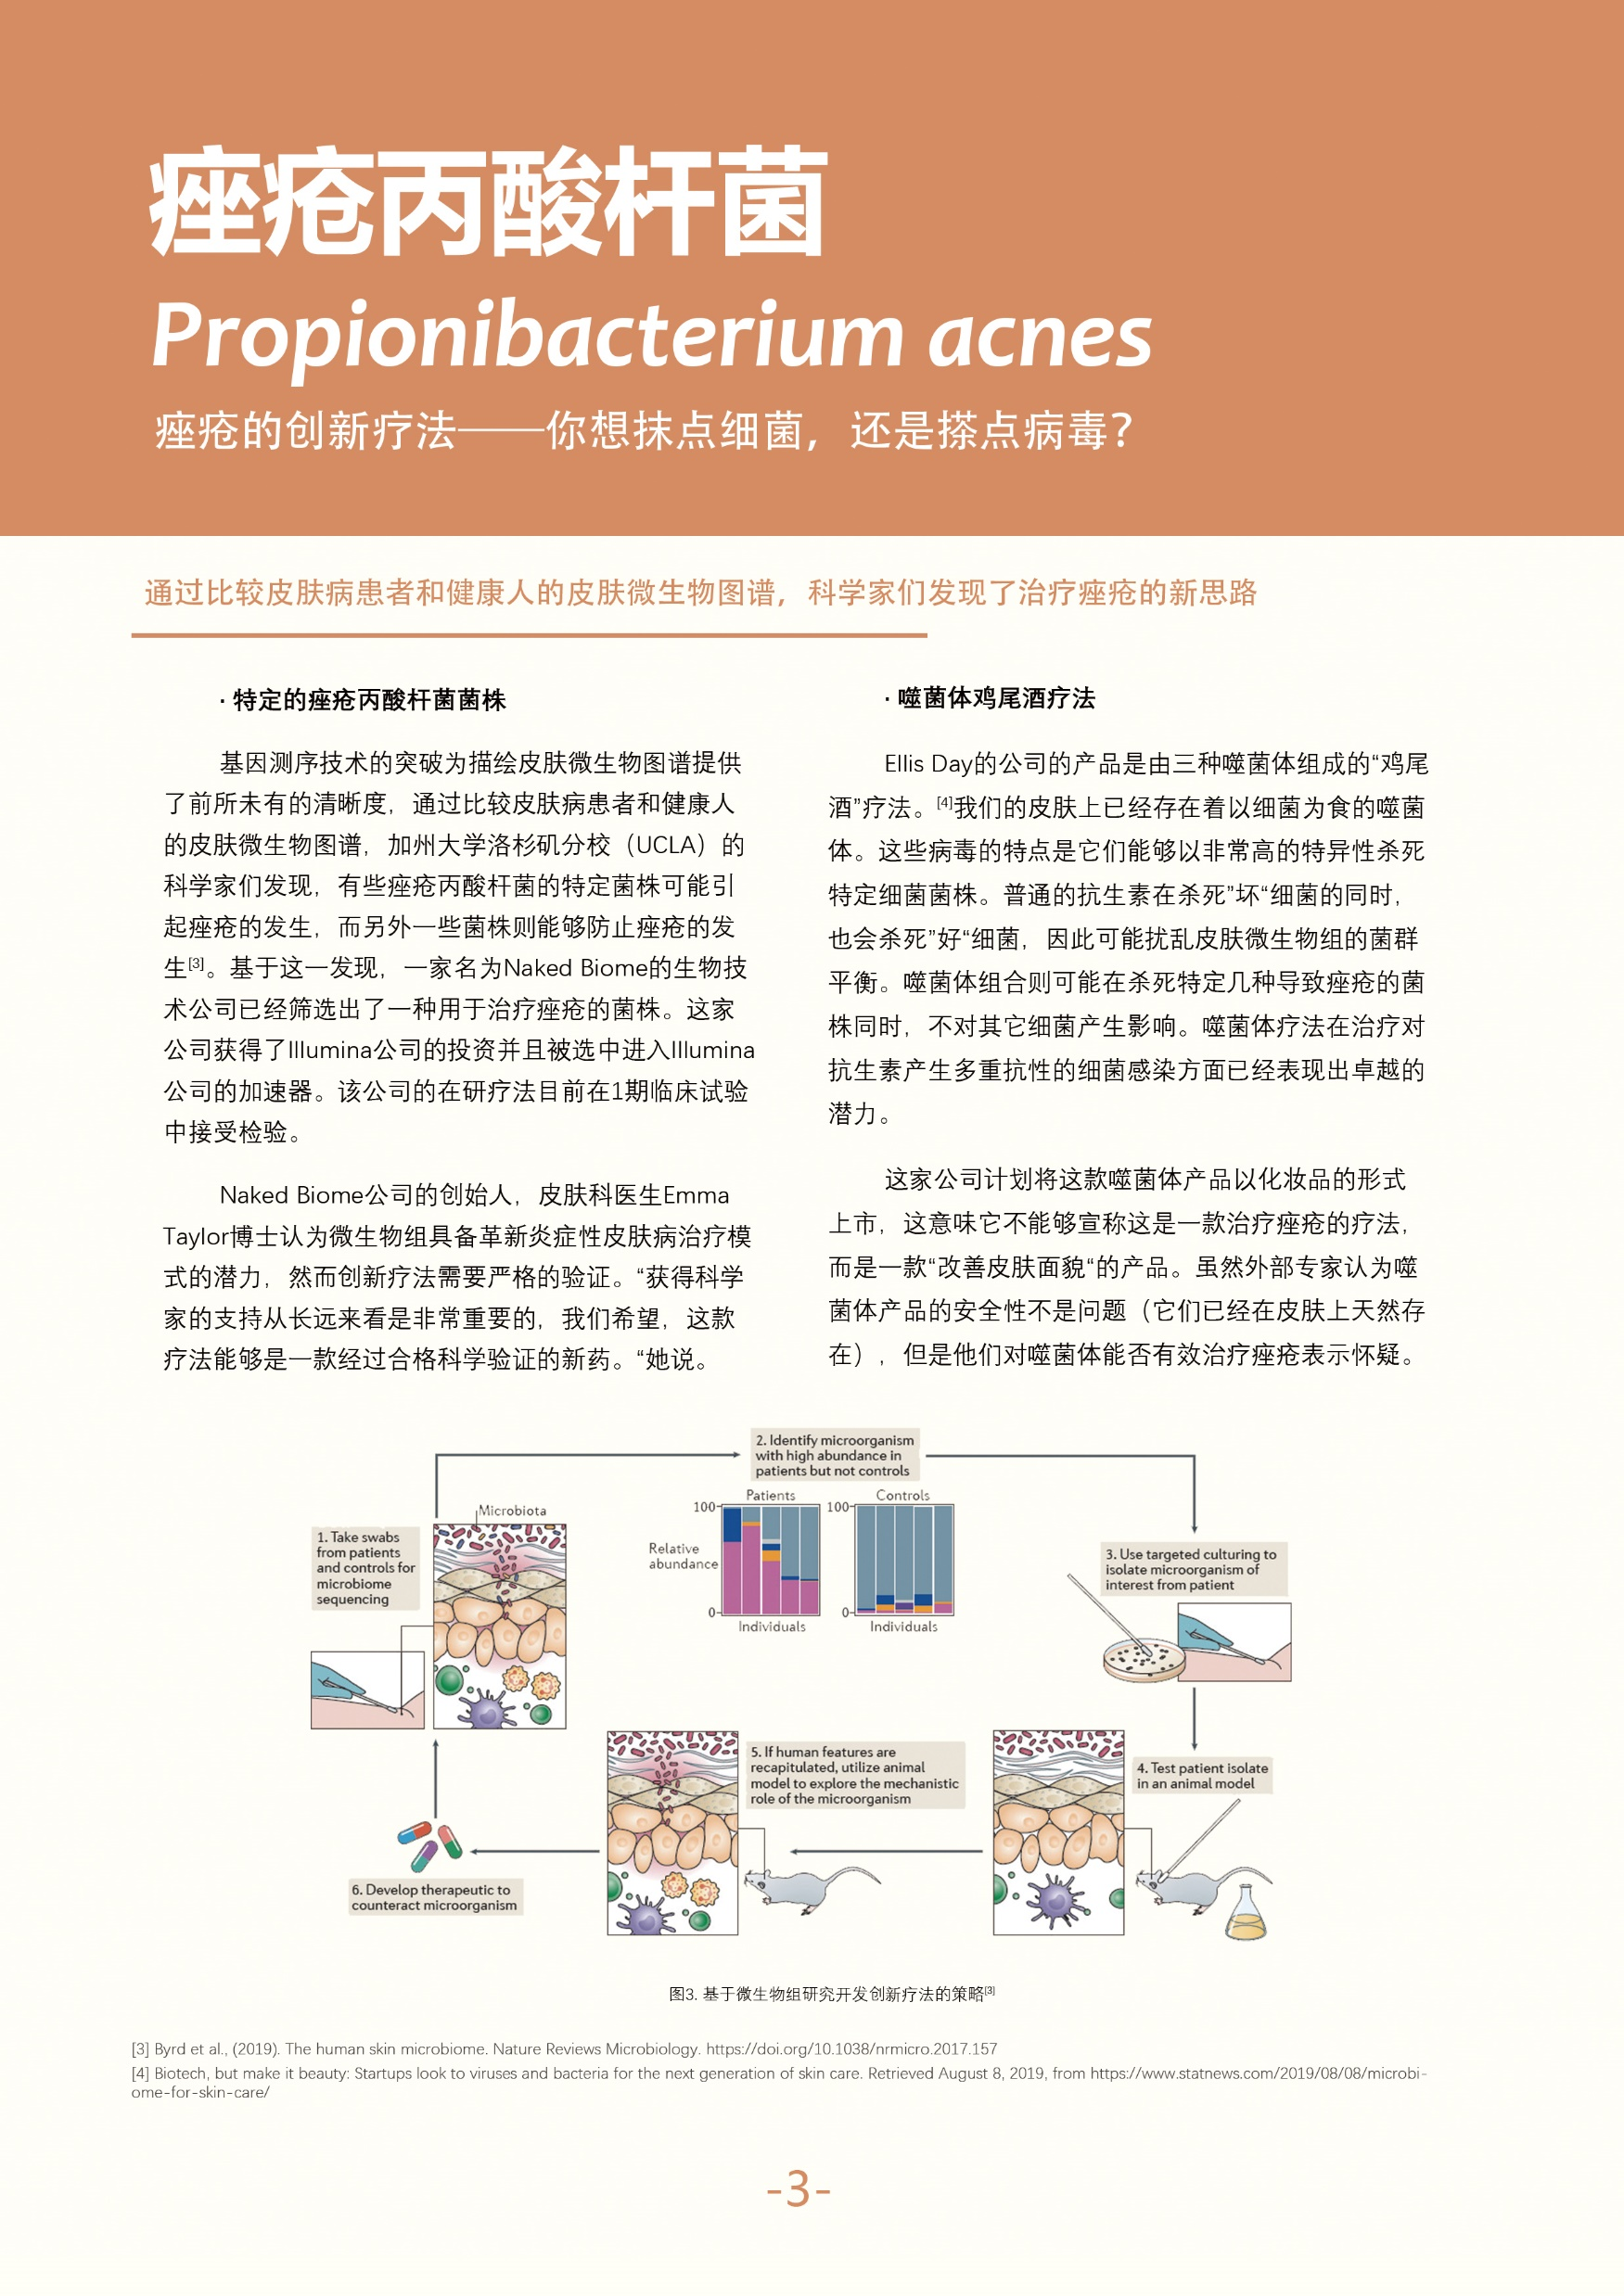 痤疮丙酸杆菌
Propionibacterium acnes
痤疮的创新疗法——你想抹点细菌，还是搽点病毒？
通过比较皮肤病患者和健康人的皮肤微生物图谱，科学家们发现了治疗痤疮的新思路
· 特定的痤疮丙酸杆菌菌株
基因测序技术的突破为描绘皮肤微生物图谱提供
了前所未有的清晰度，通过比较皮肤病患者和健康人
的皮肤微生物图谱，加州大学洛杉矶分校（UCLA）的
科学家们发现，有些痤疮丙酸杆菌的特定菌株可能引
起痤疮的发生，而另外一些菌株则能够防止痤疮的发
生[3]。基于这一发现，一家名为Naked Biome的生物技
术公司已经筛选出了一种用于治疗痤疮的菌株。这家
公司获得了Illumina公司的投资并且被选中进入Illumina
公司的加速器。该公司的在研疗法目前在1期临床试验
中接受检验。
Naked Biome公司的创始人，皮肤科医生Emma
Taylor博士认为微生物组具备革新炎症性皮肤病治疗模
式的潜力，然而创新疗法需要严格的验证。“获得科学
家的支持从长远来看是非常重要的，我们希望，这款
疗法能够是一款经过合格科学验证的新药。“她说。
· 噬菌体鸡尾酒疗法
Ellis Day的公司的产品是由三种噬菌体组成的“鸡尾
酒”疗法。[4]我们的皮肤上已经存在着以细菌为食的噬菌
体。这些病毒的特点是它们能够以非常高的特异性杀死
特定细菌菌株。普通的抗生素在杀死”坏“细菌的同时，
也会杀死”好“细菌，因此可能扰乱皮肤微生物组的菌群
平衡。噬菌体组合则可能在杀死特定几种导致痤疮的菌
株同时，不对其它细菌产生影响。噬菌体疗法在治疗对
抗生素产生多重抗性的细菌感染方面已经表现出卓越的
潜力。
这家公司计划将这款噬菌体产品以化妆品的形式
上市，这意味它不能够宣称这是一款治疗痤疮的疗法，
而是一款“改善皮肤面貌“的产品。虽然外部专家认为噬
菌体产品的安全性不是问题（它们已经在皮肤上天然存
在），但是他们对噬菌体能否有效治疗痤疮表示怀疑。
1. Take swabs
from patients
and controls for
microbiome
sequencing
Microbiota
2. Identify microorganism
with high abundance in
patients but not controls
Patients
Controls
100
100
Relative
abundance
0
0
Individuals
Individuals
3. Use targeted culturing to
isolate microorganism of
interest from patient
4. Test patient isolate
in an animal model
5. If human features are
recapitulated, utilize animal
model to explore the mechanistic
role of the microorganism
6. Develop therapeutic to
counteract microorganism
图3. 基于微生物组研究开发创新疗法的策略[3]
[3] Byrd et al., (2019). The human skin microbiome. Nature Reviews Microbiology. https://doi.org/10.1038/nrmicro.2017.157
[4] Biotech, but make it beauty: Startups look to viruses and bacteria for the next generation of skin care. Retrieved August 8, 2019, from https://www.statnews.com/2019/08/08/microbi-
ome-for-skin-care/
-3-